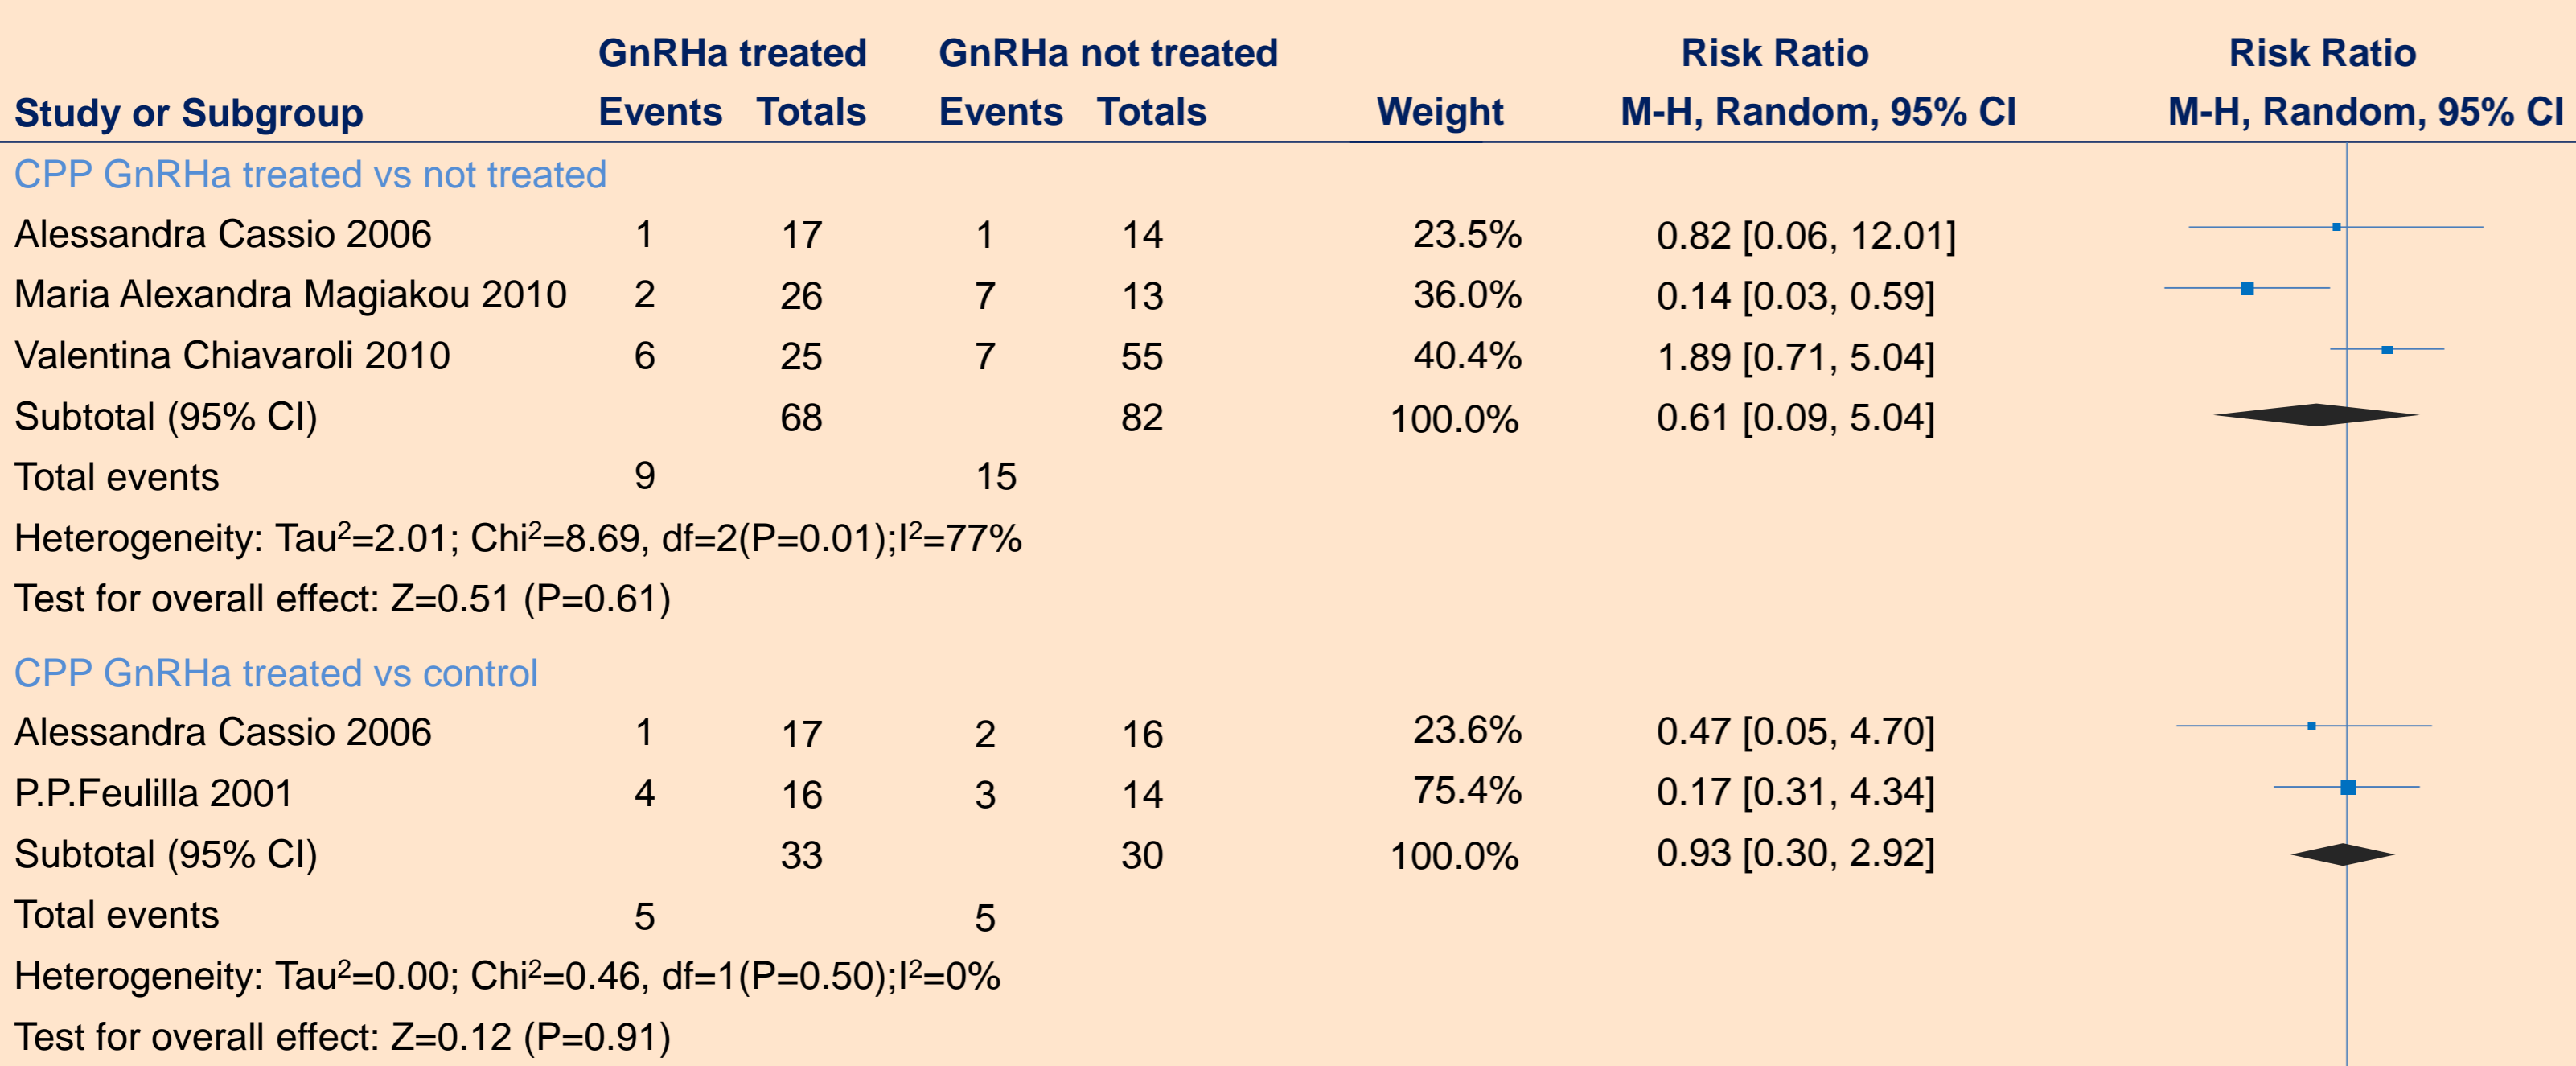 GnRHa treated GnRHa not treated Risk Ratio Risk Ratio
Study or Subgroup Events Totals Events Totals Weight M-H, Random, 95% CI M-H, Random, 95% CI
CPP GnRHa treated vs not treated
Alessandra Cassio 2006 1 17 1 14 23.5% 0.82 [0.06, 12.01]
Maria Alexandra Magiakou 2010 2 26 7 13 36.0% 0.14 [0.03, 0.59]
Valentina Chiavaroli 2010 6 25 7 55 40.4% 1.89 [0.71, 5.04]
Subtotal (95% CI) 68 82 100.0% 0.61 [0.09, 5.04]
Total events 9 15
Heterogeneity: Tau²=2.01; Chi²=8.69, df=2(P=0.01);I²=77%
Test for overall effect: Z=0.51 (P=0.61)
CPP GnRHa treated vs control
Alessandra Cassio 2006 1 17 2 16 23.6% 0.47 [0.05, 4.70]
P.P.Feulilla 2001 4 16 3 14 75.4% 0.17 [0.31, 4.34]
Subtotal (95% CI) 33 30 100.0% 0.93 [0.30, 2.92]
Total events 5 5
Heterogeneity: Tau²=0.00; Chi²=0.46, df=1(P=0.50);I²=0%
Test for overall effect: Z=0.12 (P=0.91)